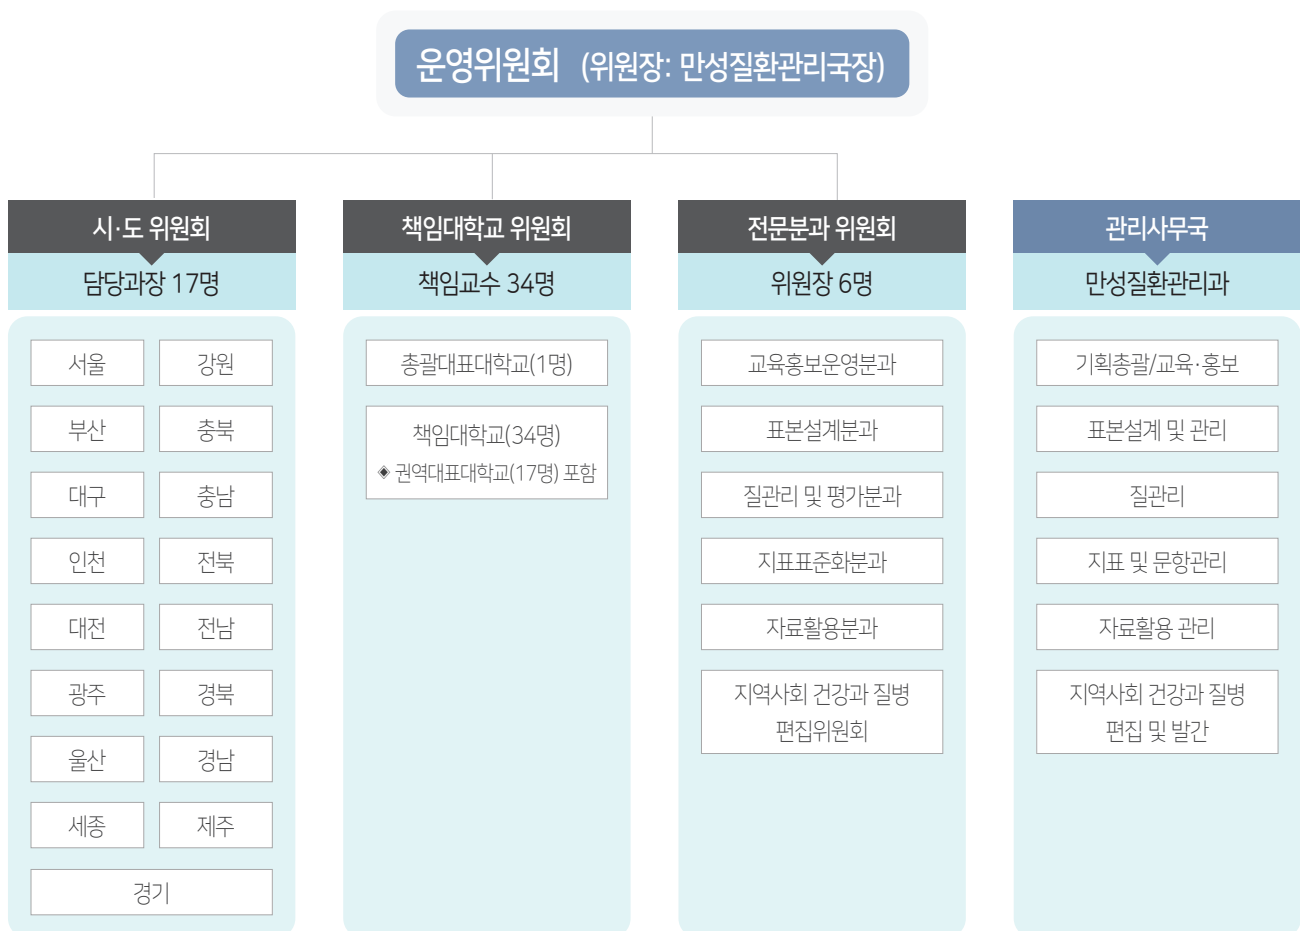 운영위원회 (위원장: 만성질환관리국장)
시·도 위원회
담당과장 17명
서울
강원
부산
충북
대구
충남
인천
전북
대전
전남
광주
경북
울산
경남
세종
제주
경기
책임대학교 위원회
책임교수 34명
총괄대표대학교(1명)
책임대학교(34명)
◈ 권역대표대학교(17명) 포함
전문분과 위원회
위원장 6명
교육홍보운영분과
표본설계분과
질관리 및 평가분과
지표표준화분과
자료활용분과
지역사회 건강과 질병
편집위원회
관리사무국
만성질환관리과
기획총괄/교육·홍보
표본설계 및 관리
질관리
지표 및 문항관리
자료활용 관리
지역사회 건강과 질병
편집 및 발간